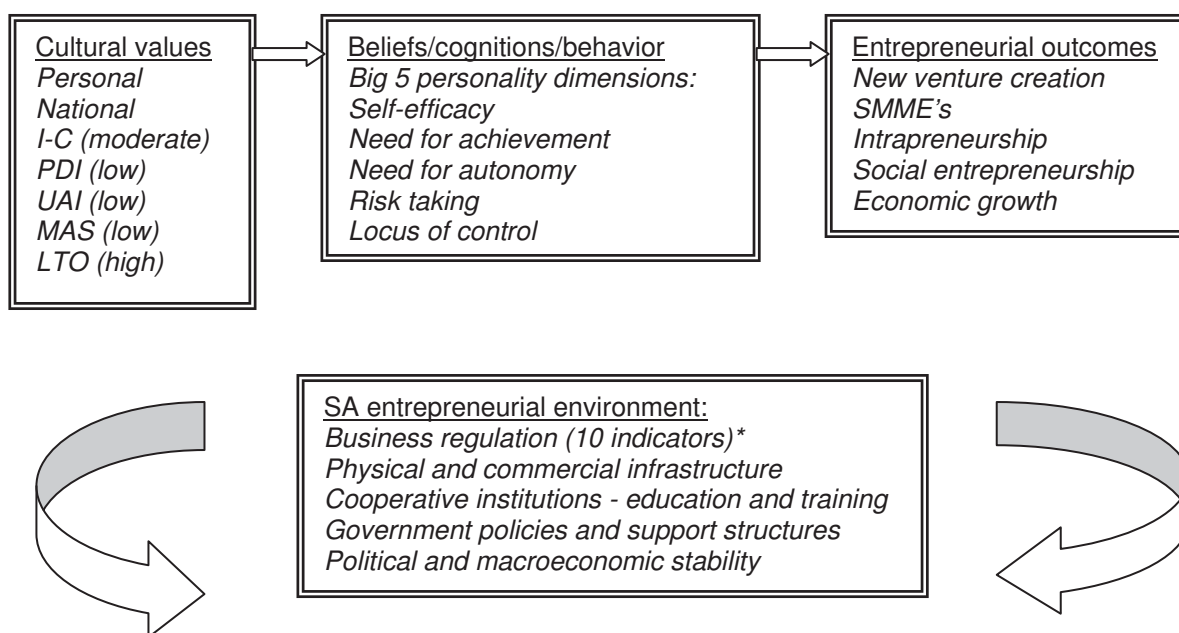 Cultural values
Personal
National
I-C (moderate)
PDI (low)
UAI (low)
MAS (low)
LTO (high)
Beliefs/cognitions/behavior
Big 5 personality dimensions:
Self-efficacy
Need for achievement
Need for autonomy
Risk taking
Locus of control
Entrepreneurial outcomes
New venture creation
SMME's
Intrapreneurship
Social entrepreneurship
Economic growth
SA entrepreneurial environment:
Business regulation (10 indicators)*
Physical and commercial infrastructure
Cooperative institutions - education and training
Government policies and support structures
Political and macroeconomic stability